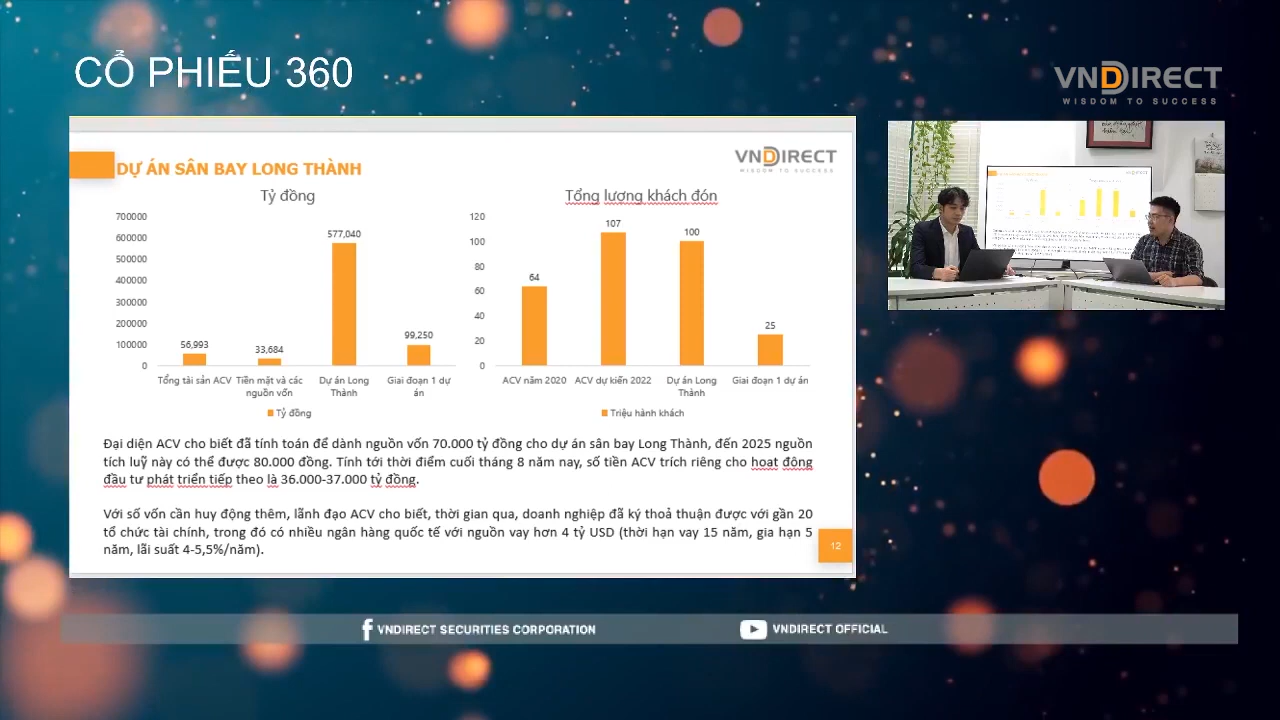 CỔ PHIẾU 360
VNDIRECT
WISDOM TO SUCCESS
VNDIRECT
WISDOM TO SUCCESS
DỰ ÁN SÂN BAY LONG THÀNH
Tỷ đồng
700000
600000
500000
400000
300000
200000
100000
0
56,993
33,684
577,040
99,250
Tổng tài sản ACV
Tiền mặt và các
nguồn vốn
Dự án Long
Thành
Giai đoạn 1 dự
án
Tỷ đồng
Tổng lượng khách đón
120
100
80
60
40
20
0
64
107
100
25
ACV năm 2020
ACV dự kiến 2022
Dự án Long
Thành
Giai đoạn 1 dự án
Triệu hành khách
Đại diện ACV cho biết đã tính toán để dành nguồn vốn 70.000 tỷ đồng cho dự án sân bay Long Thành, đến 2025 nguồn
tích luỹ này có thể được 80.000 đồng. Tính tới thời điểm cuối tháng 8 năm nay, số tiền ACV trích riêng cho hoạt đông
đầu tư phát triển tiếp theo là 36.000-37.000 tỷ đồng.
Với số vốn cần huy động thêm, lãnh đạo ACV cho biết, thời gian qua, doanh nghiệp đã ký thoả thuận được với gần 20
tổ chức tài chính, trong đó có nhiều ngân hàng quốc tế với nguồn vay hơn 4 tỷ USD (thời hạn vay 15 năm, gia hạn 5
năm, lãi suất 4-5,5%/năm).
12
VNDIRECT SECURITIES CORPORATION
VNDIRECT OFFICIAL